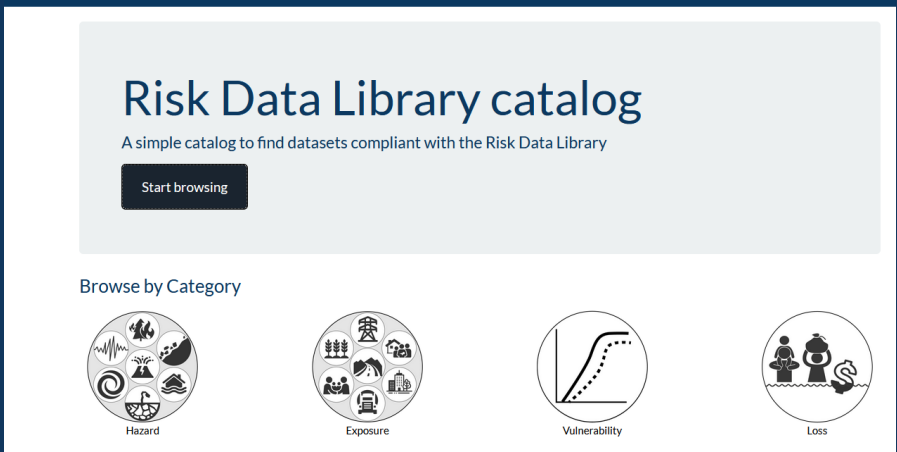 Risk Data Library catalog
A simple catalog to find datasets compliant with the Risk Data Library
Start browsing
Browse by Category
Hazard
Exposure
Vulnerability
Loss